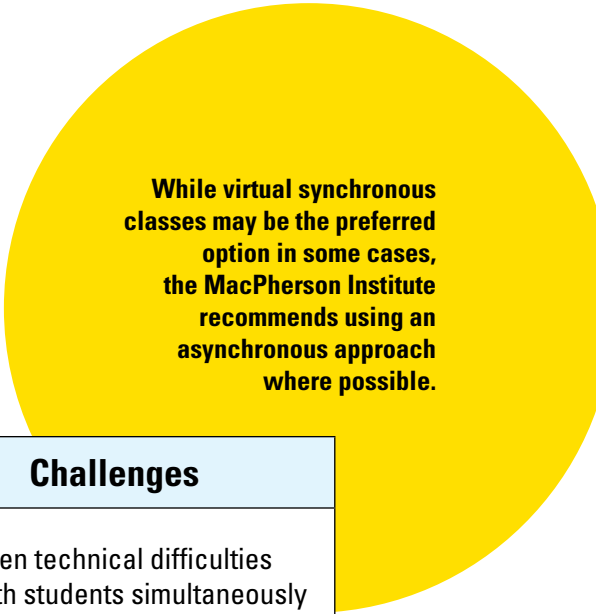 While virtual synchronous
classes may be the preferred
option in some cases,
the MacPherson Institute
recommends using an
asynchronous approach
where possible.
Challenges
technical difficulties
students simultaneously